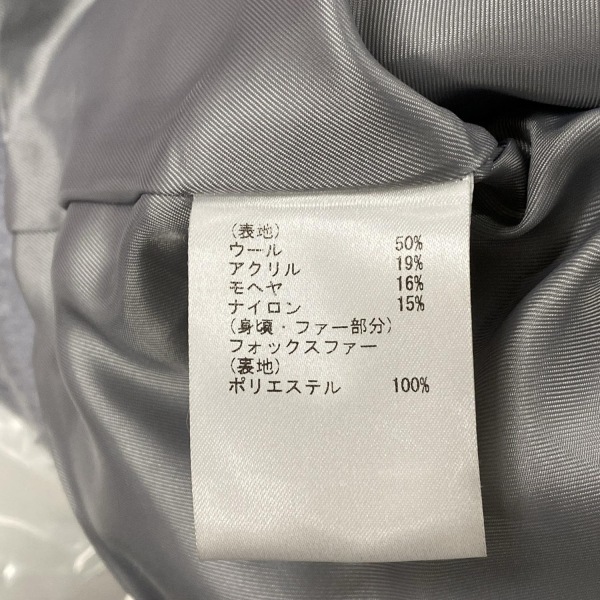 (表地)
ウール 50%
アクリル 19%
モヘヤ 16%
ナイロン 15%
(身頃・ファー部分)
フォックスファー
(裏地)
ポリエステル 100%